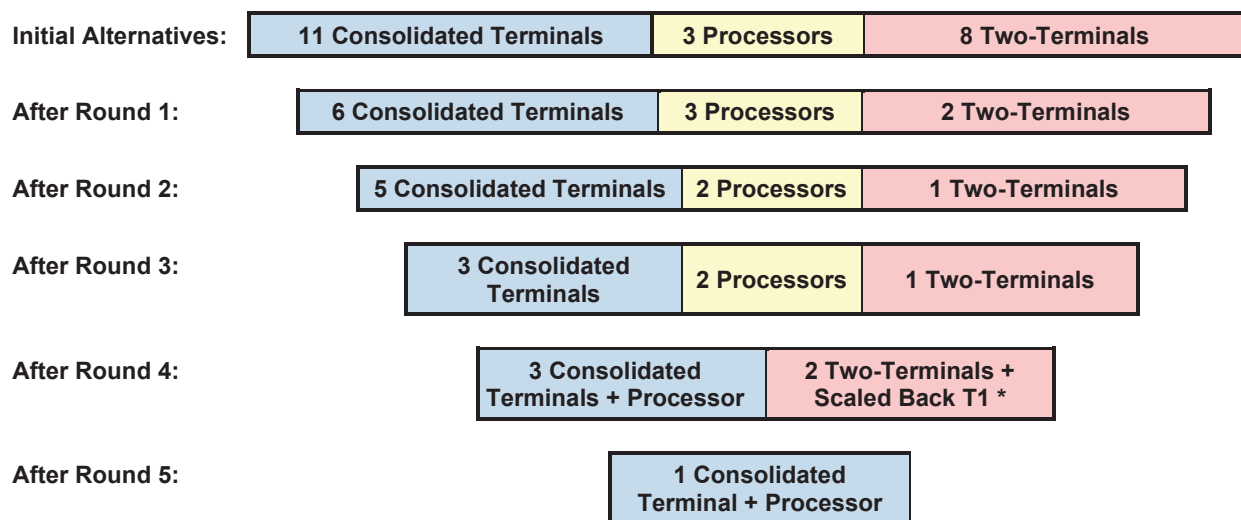 Initial Alternatives: 11 Consolidated Terminals 3 Processors 8 Two-Terminals
After Round 1: 6 Consolidated Terminals 3 Processors 2 Two-Terminals
After Round 2: 5 Consolidated Terminals 2 Processors 1 Two-Terminals
After Round 3: 3 Consolidated
Terminals 2 Processors 1 Two-Terminals
After Round 4: 3 Consolidated
Terminals + Processor
2 Two-Terminals +
Scaled Back T1 *
After Round 5: 1 Consolidated
Terminal + Processor